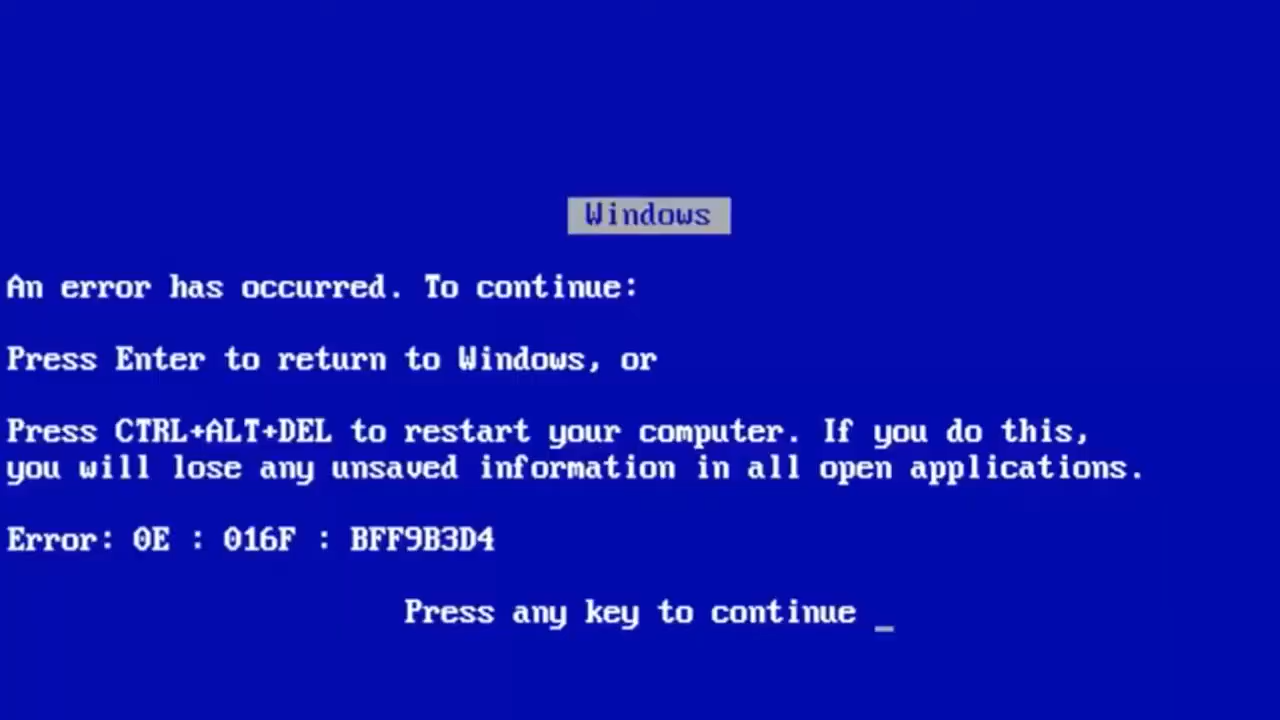 Windows
An error has occurred. To continue:
Press Enter to return to Windows, or
Press CTRL+ALT+DEL to restart your computer. If you do this,
you will lose any unsaved information in all open applications.
Error: 0E : 016F : BFF9B3D4
Press any key to continue _